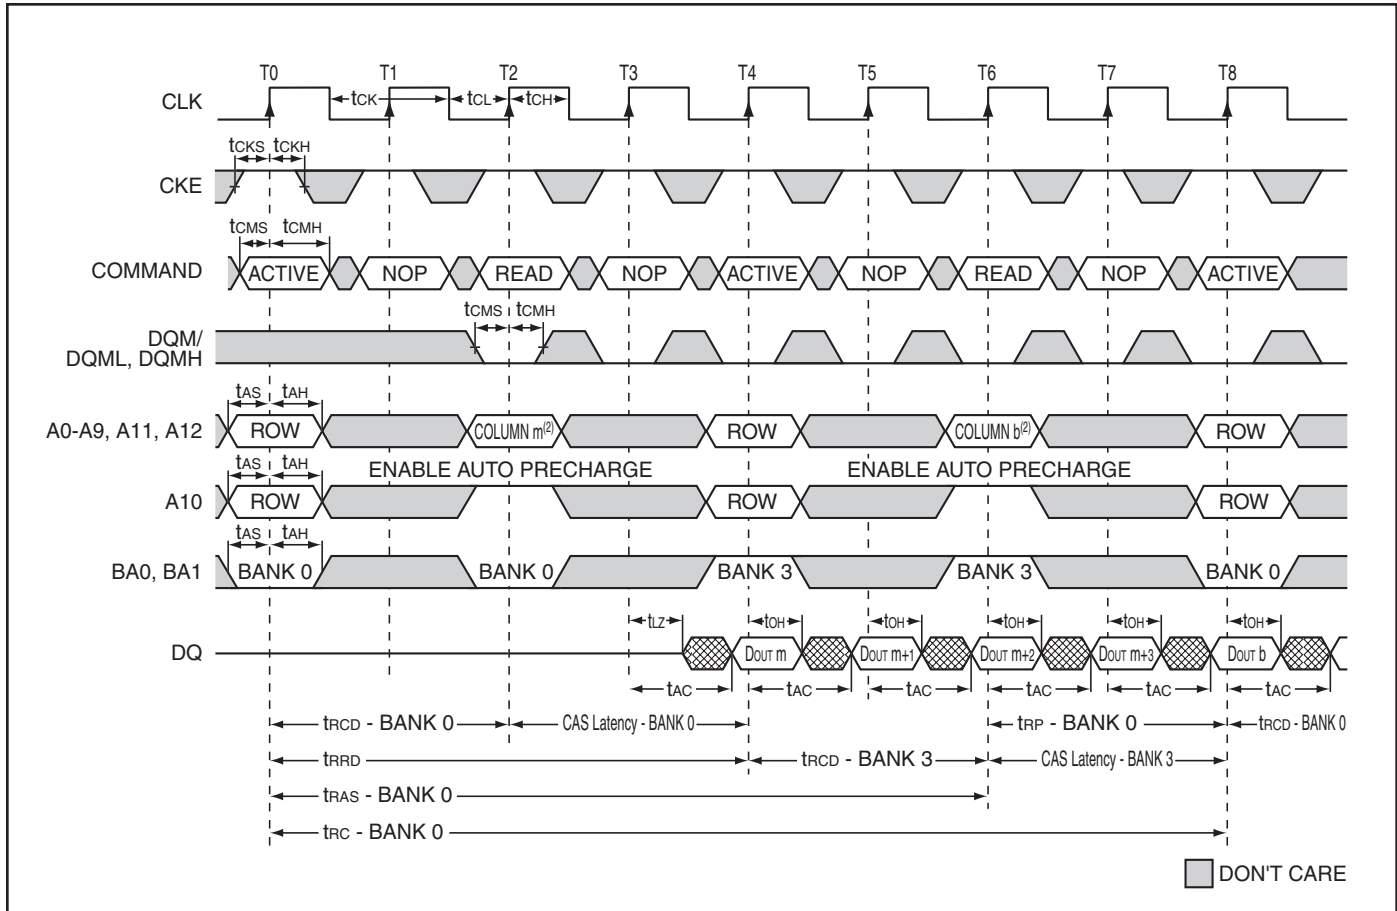 T0 T1 T2 T3 T4 T5 T6 T7 T8
CLK tCK tCL tCH
tCKS tCKH
CKE
tCMS tCMH
COMMAND ACTIVE NOP READ NOP ACTIVE NOP READ NOP ACTIVE
tCMS tCMH
DQM/
DQML, DQMH
tAS tAH
A0-A9, A11, A12 ROW COLUMN m(2) ROW COLUMN b(2) ROW
tAS tAH ENABLE AUTO PRECHARGE ENABLE AUTO PRECHARGE
A10 ROW ROW ROW
tAS tAH
BA0, BA1 BANK 0 BANK 0 BANK 3 BANK 3 BANK 0
tLZ tOH tOH tOH tOH tOH
DQ DOUT m DOUT m+1 DOUT m+2 DOUT m+3 DOUT b
tAC tAC tAC tAC tAC tAC
tRCD - BANK 0 CAS Latency - BANK 0 tRP - BANK 0 tRCD - BANK 0
tRRD tRCD - BANK 3 CAS Latency - BANK 3
tRAS - BANK 0
tRC - BANK 0
DON'T CARE